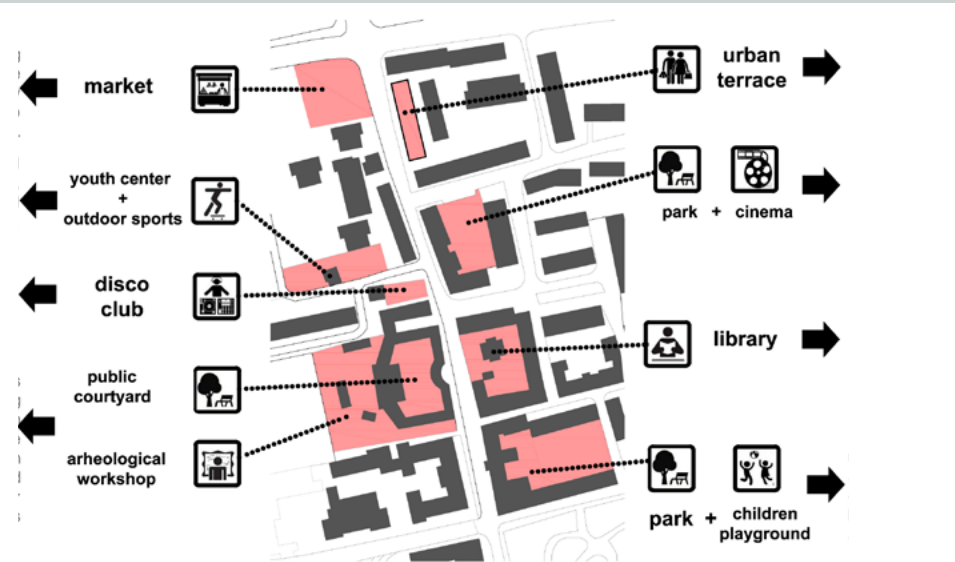 market
youth center
+
outdoor sports
disco
club
public
courtyard
arheological
workshop
urban
terrace
park + cinema
library
park + children
playground